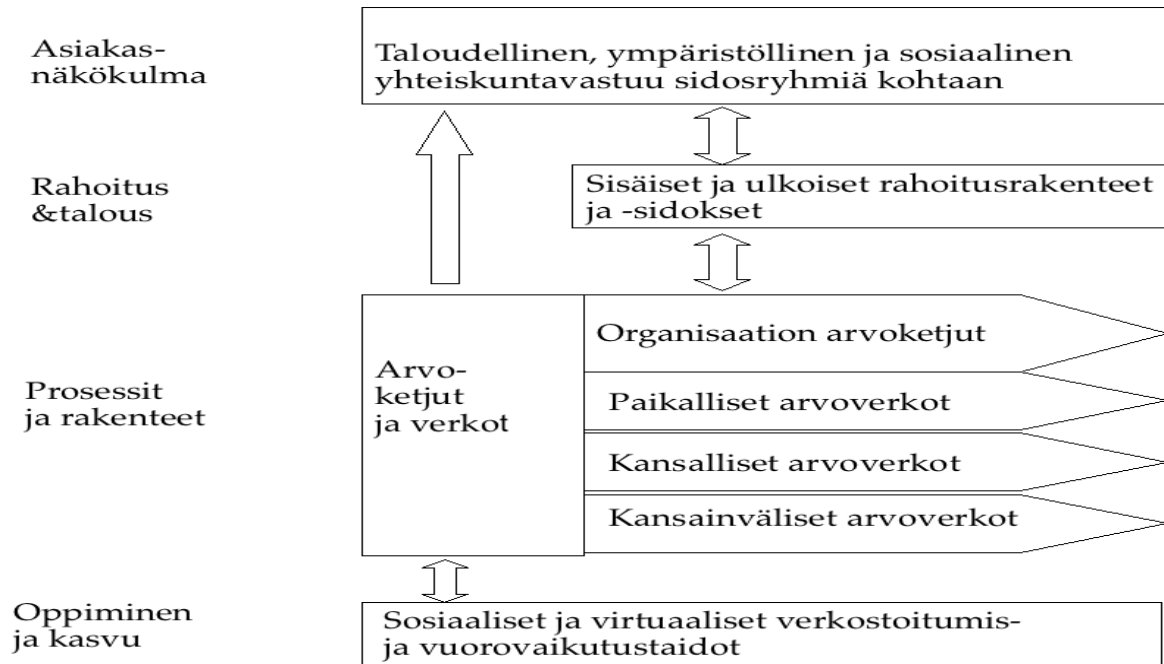 Asiakas-
näkökulma
Taloudellinen, ympäristöllinen ja sosiaalinen
yhteiskuntavastuu sidosryhmiä kohtaan
Rahoitus
&talous
Sisäiset ja ulkoiset rahoitusrakenteet
ja -sidokset
Prosessit
ja rakenteet
Arvo-
ketjut
ja verkot
Organisaation arvoketjut
Paikalliset arvoverkot
Kansalliset arvoverkot
Kansainväliset arvoverkot
Oppiminen
ja kasvu
Sosiaaliset ja virtuaaliset verkostoitumis-
ja vuorovaikutustaidot